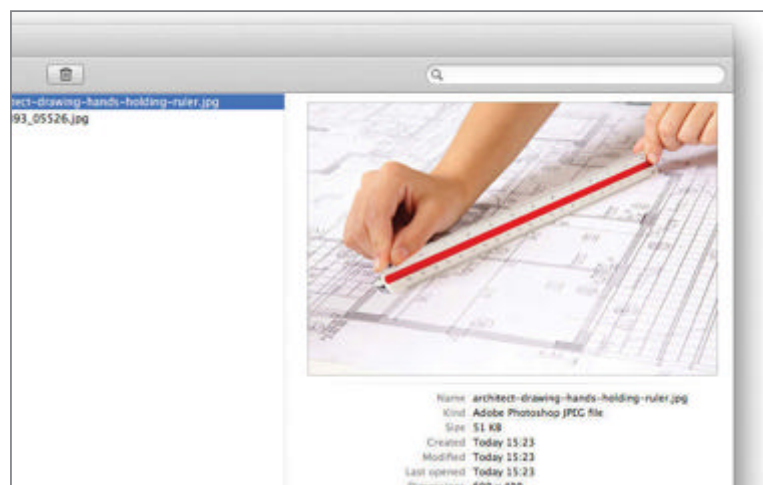 tect-drawing-hands-holding-ruler.jpg
93_05526.jpg
Name architect-drawing-hands-holding-ruler.jpg
Kind Adobe Photoshop JPEG file
Size 51 KB
Created Today 15:23
Modified Today 15:23
Last opened Today 15:23